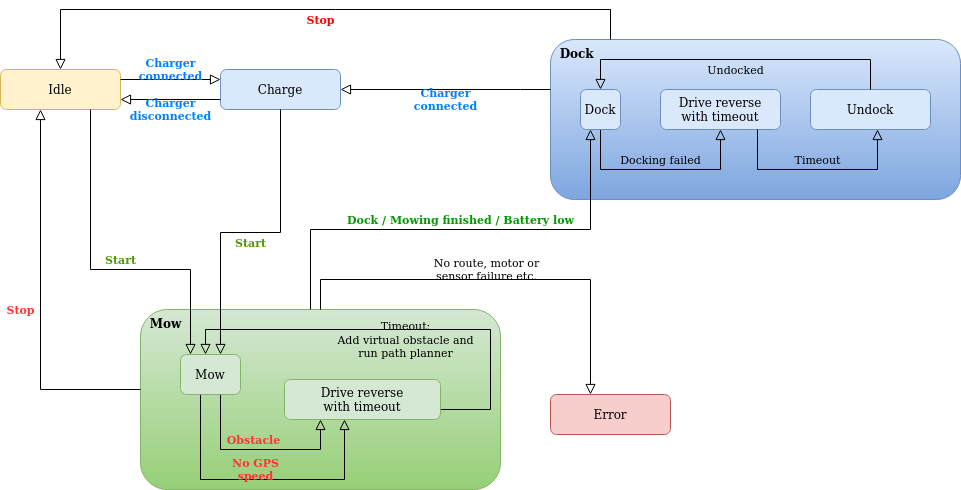 Stop
Dock
Charger
connected
Undocked
Idle
Charge
Charger
disconnected
Charger
connected
Dock
Drive reverse
with timeout
Undock
Docking failed
Timeout
Dock / Mowing finished / Battery low
Start
Start
No route, motor or
sensor failure etc.
Stop
Mow
Timeout:
Add virtual obstacle and
run path planner
Mow
Drive reverse
with timeout
Error
Obstacle
No GPS
speed